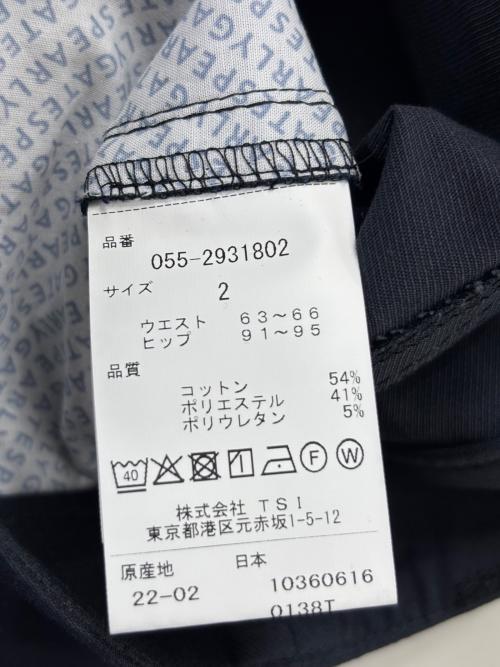 PEARLYGATES
品番
055-2931802
サイズ 2
ウエスト 63～66
ヒップ 91～95
品質
コットン 54%
ポリエステル 41%
ポリウレタン 5%
40 F W
株式会社 TSI
東京都港区元赤坂1-5-12
原産地 日本
22-02 10360616
0138T